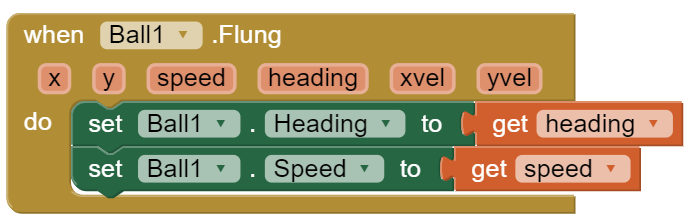 when Ball1 .Flung
x y speed heading xvel yvel
do set Ball1 . Heading to get heading
set Ball1 . Speed to get speed